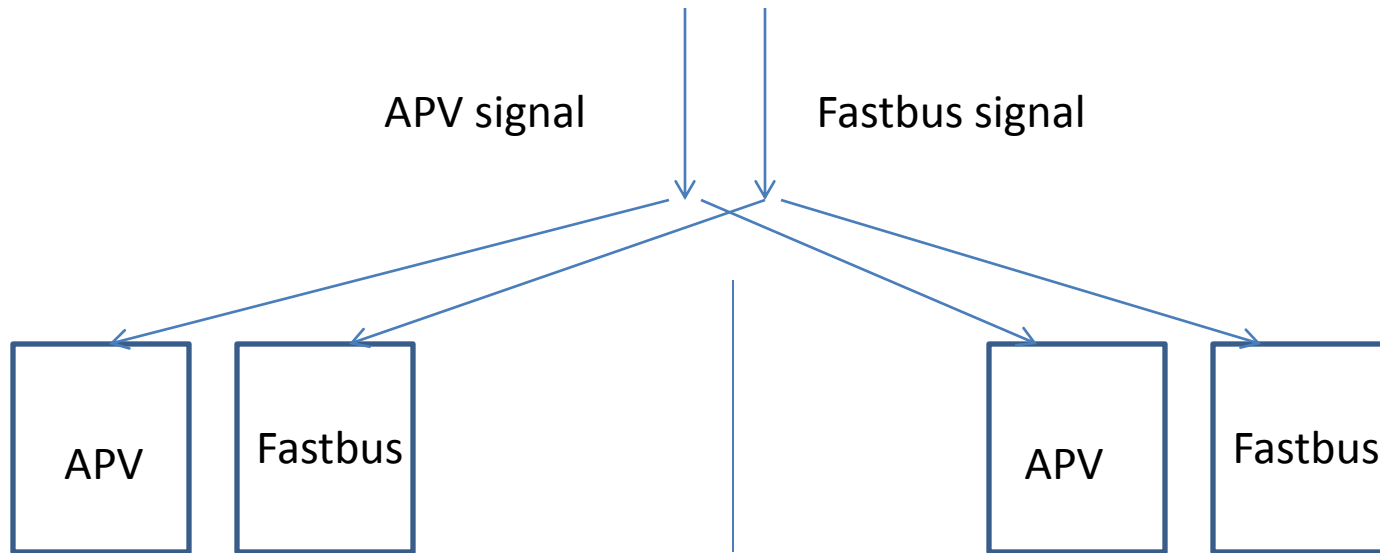 APV signal
Fastbus signal
APV
Fastbus
APV
Fastbus